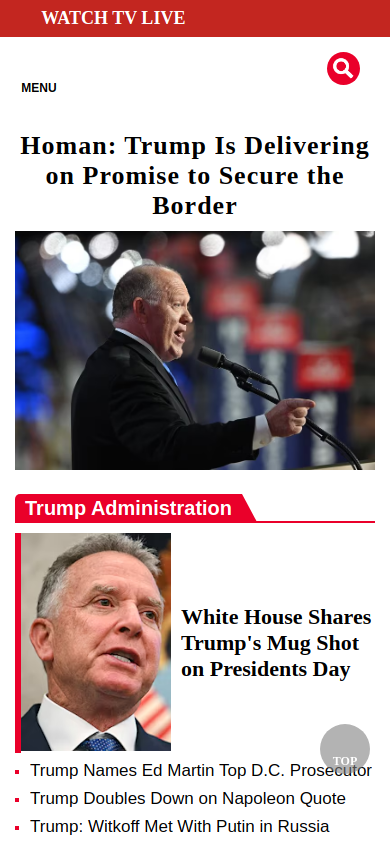 WATCH TV LIVE
MENU
Homan: Trump Is Delivering
on Promise to Secure the
Border
Trump Administration
White House Shares
Trump's Mug Shot
on Presidents Day
TOP
Trump Names Ed Martin Top D.C. Prosecutor
Trump Doubles Down on Napoleon Quote
Trump: Witkoff Met With Putin in Russia